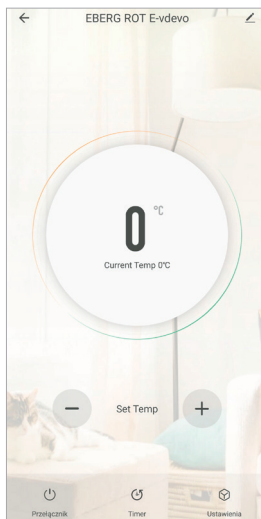 EBERG ROT E-vdevo
0 °C
Current Temp 0°C
Set Temp
Przełącznik Timer Ustawienia